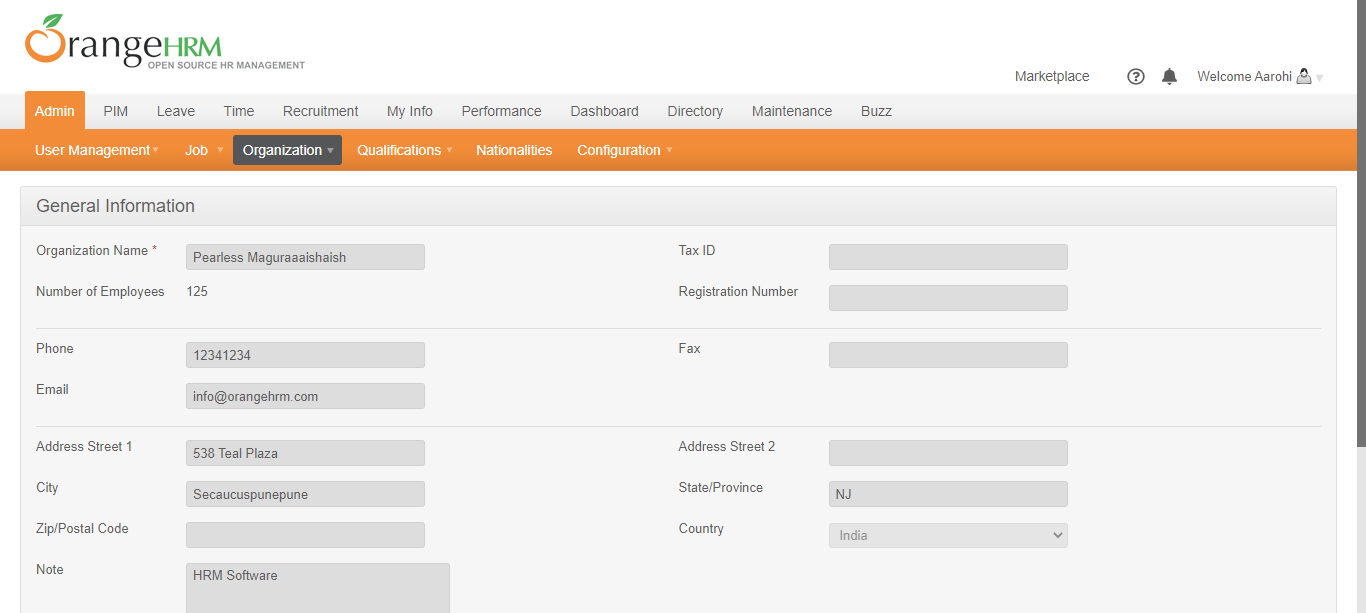 OrangeHRM
OPEN SOURCE HR MANAGEMENT
Marketplace ? Welcome Aarohi
Admin PIM Leave Time Recruitment My Info Performance Dashboard Directory Maintenance Buzz
User Management Job Organization Qualifications Nationalities Configuration
General Information
Organization Name * Pearless Maguraaaishaish Tax ID
Number of Employees 125 Registration Number
Phone 12341234 Fax
Email info@orangehrm.com
Address Street 1 538 Teal Plaza Address Street 2
City Secaucuspunepune State/Province NJ
Zip/Postal Code Country India
Note HRM Software